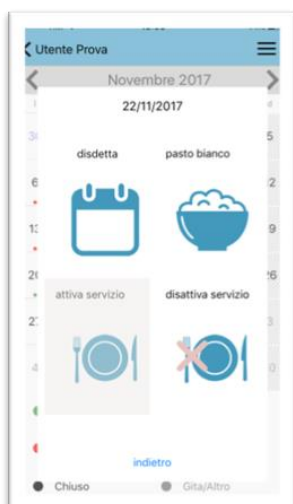 Utente Prova
Novembre 2017
22/11/2017
disdetta pasto bianco
attiva servizio disattiva servizio
indietro
Chiuso Gita/Altro